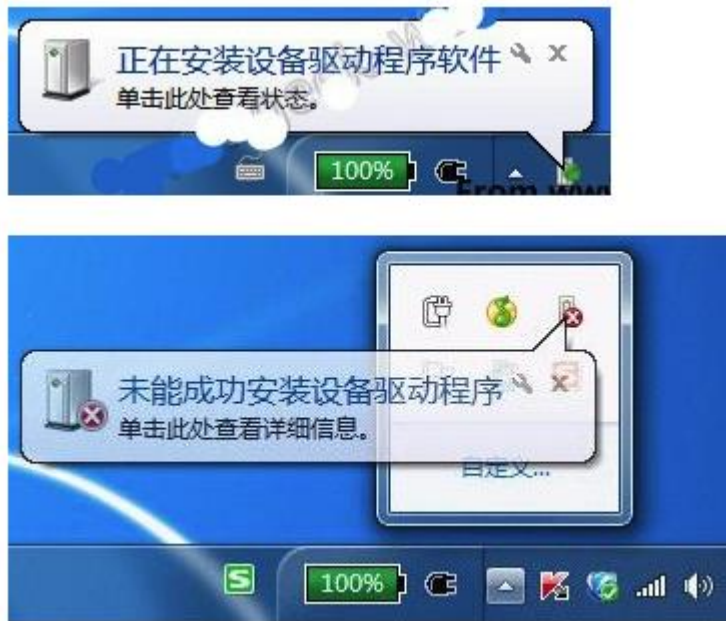 正在安装设备驱动程序软件
单击此处查看状态。
100%
From www
未能成功安装设备驱动程序
单击此处查看详细信息。
自定义...
S
100%